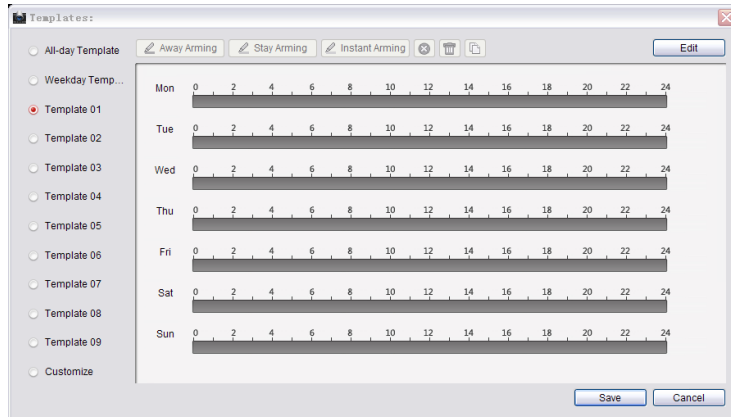 Templates:
All-day Template
Away Arming Stay Arming Instant Arming Edit
Weekday Temp...
Template 01
Template 02
Template 03
Template 04
Template 05
Template 06
Template 07
Template 08
Template 09
Customize
Mon 0 2 4 6 8 10 12 14 16 18 20 22 24
Tue 0 2 4 6 8 10 12 14 16 18 20 22 24
Wed 0 2 4 6 8 10 12 14 16 18 20 22 24
Thu 0 2 4 6 8 10 12 14 16 18 20 22 24
Fri 0 2 4 6 8 10 12 14 16 18 20 22 24
Sat 0 2 4 6 8 10 12 14 16 18 20 22 24
Sun 0 2 4 6 8 10 12 14 16 18 20 22 24
Save Cancel